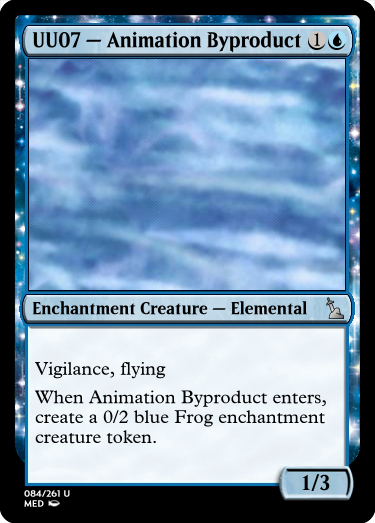 UU07 — Animation Byproduct 1
Enchantment Creature — Elemental
Vigilance, flying
When Animation Byproduct enters,
create a 0/2 blue Frog enchantment
creature token.
1/3
084/261 U
MED